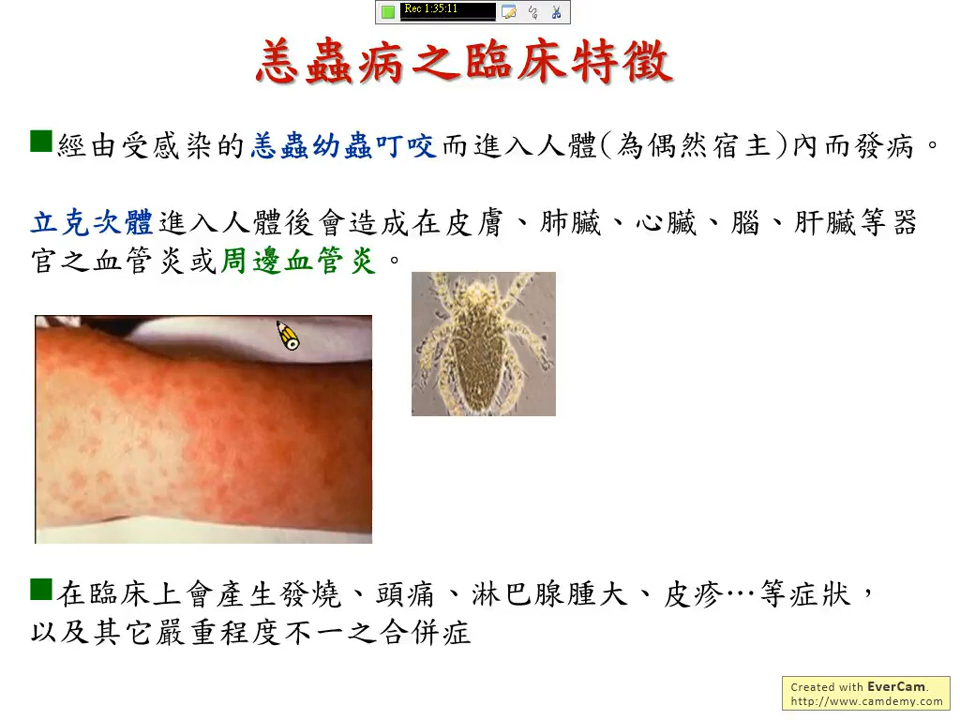 Rec 1:35:11
恙蟲病之臨床特徵
經由受感染的恙蟲幼蟲叮咬而進入人體(為偶然宿主)內而發病。
立克次體進入人體後會造成在皮膚、肺臟、心臟、腦、肝臟等器
官之血管炎或周邊血管炎。
在臨床上會產生發燒、頭痛、淋巴腺腫大、皮疹…等症狀，
以及其它嚴重程度不一之合併症
Created with EverCam.
http://www.camdemy.com